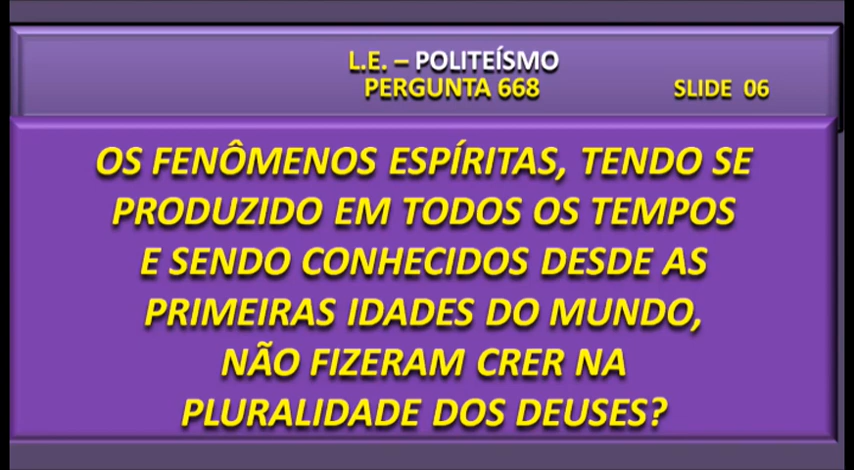 L.E. – POLITEÍSMO
PERGUNTA 668
SLIDE 06
OS FENÔMENOS ESPÍRITAS, TENDO SE
PRODUZIDO EM TODOS OS TEMPOS
E SENDO CONHECIDOS DESDE AS
PRIMEIRAS IDADES DO MUNDO,
NÃO FIZERAM CRER NA
PLURALIDADE DOS DEUSES?